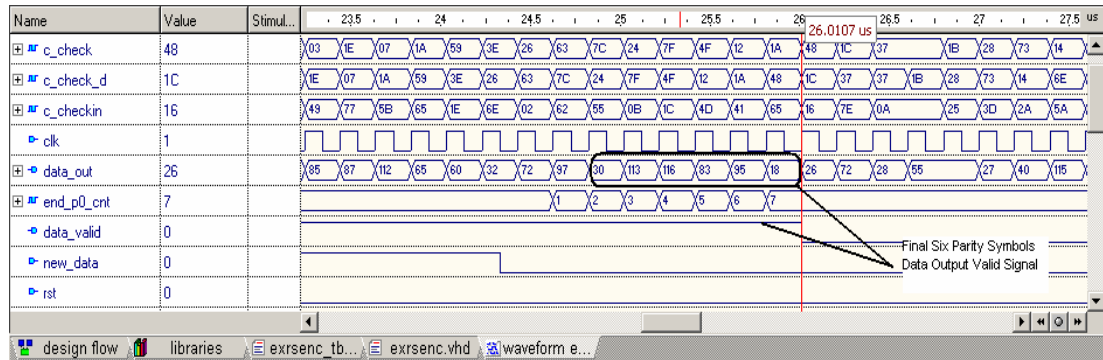 Name Value Stimul... 23.5 24 24.5 25 25.5 26 26.5 27 27.5 us
26.0107 us
c_check 48 03 1E 07 1A 59 3E 26 63 7C 24 7F 4F 12 1A 48 1C 37 1B 28 73 14
c_check_d 1C 1E 07 1A 59 3E 26 63 7C 24 7F 4F 12 1A 48 1C 37 37 1B 28 73 14 6E
c_checkin 16 49 77 5B 65 1E 6E 02 62 55 0B 1C 4D 41 65 16 7E 0A 25 3D 2A 5A
clk 1
data_out 26 85 87 112 65 60 32 72 97 30 113 116 83 95 18 26 72 28 55 27 40 115
end_p0_cnt 7 1 2 3 4 5 6 7
data_valid 0
Final Six Parity Symbols
new_data 0
Data Output Valid Signal
rst 0
design flow libraries exrsenc_tb... exrsenc.vhd waveform e...